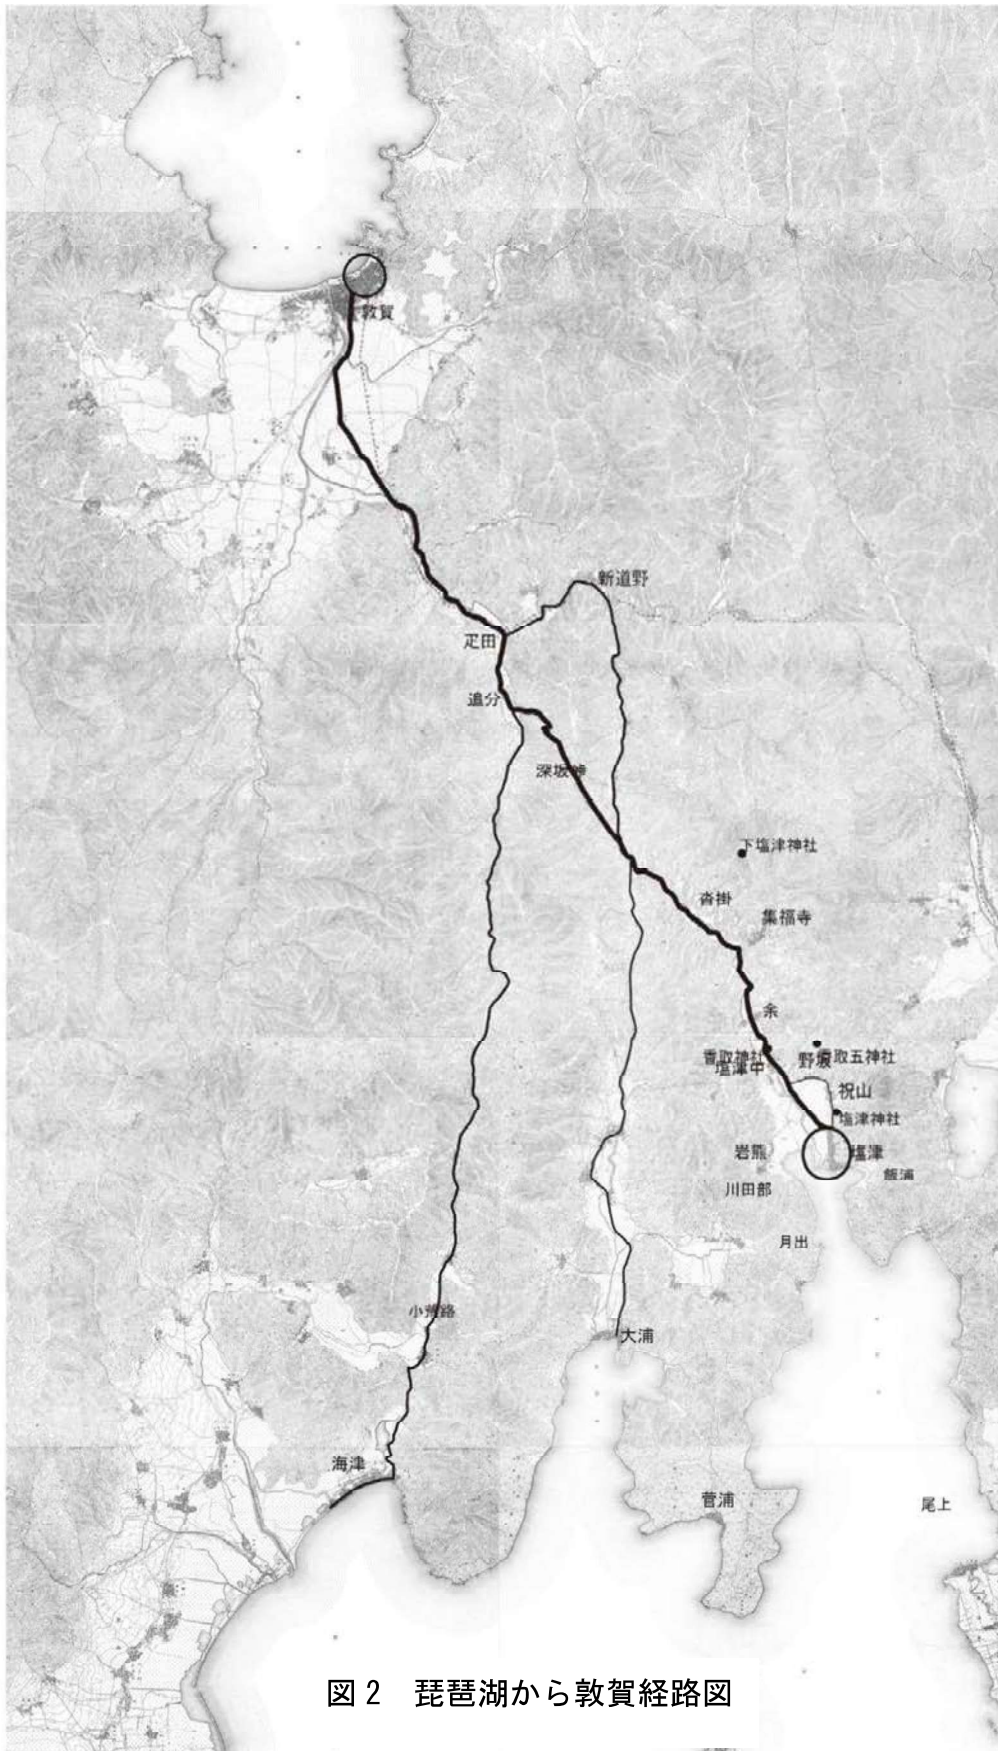 敦賀
新道野
疋田
追分
深坂峠
下塩津神社
沓掛
集福寺
余
香取神社
野坂
香取五神社
塩津中
祝山
塩津神社
岩熊
塩津
飯浦
川田部
月出
小荒路
大浦
海津
菅浦
尾上
図2 琵琶湖から敦賀経路図